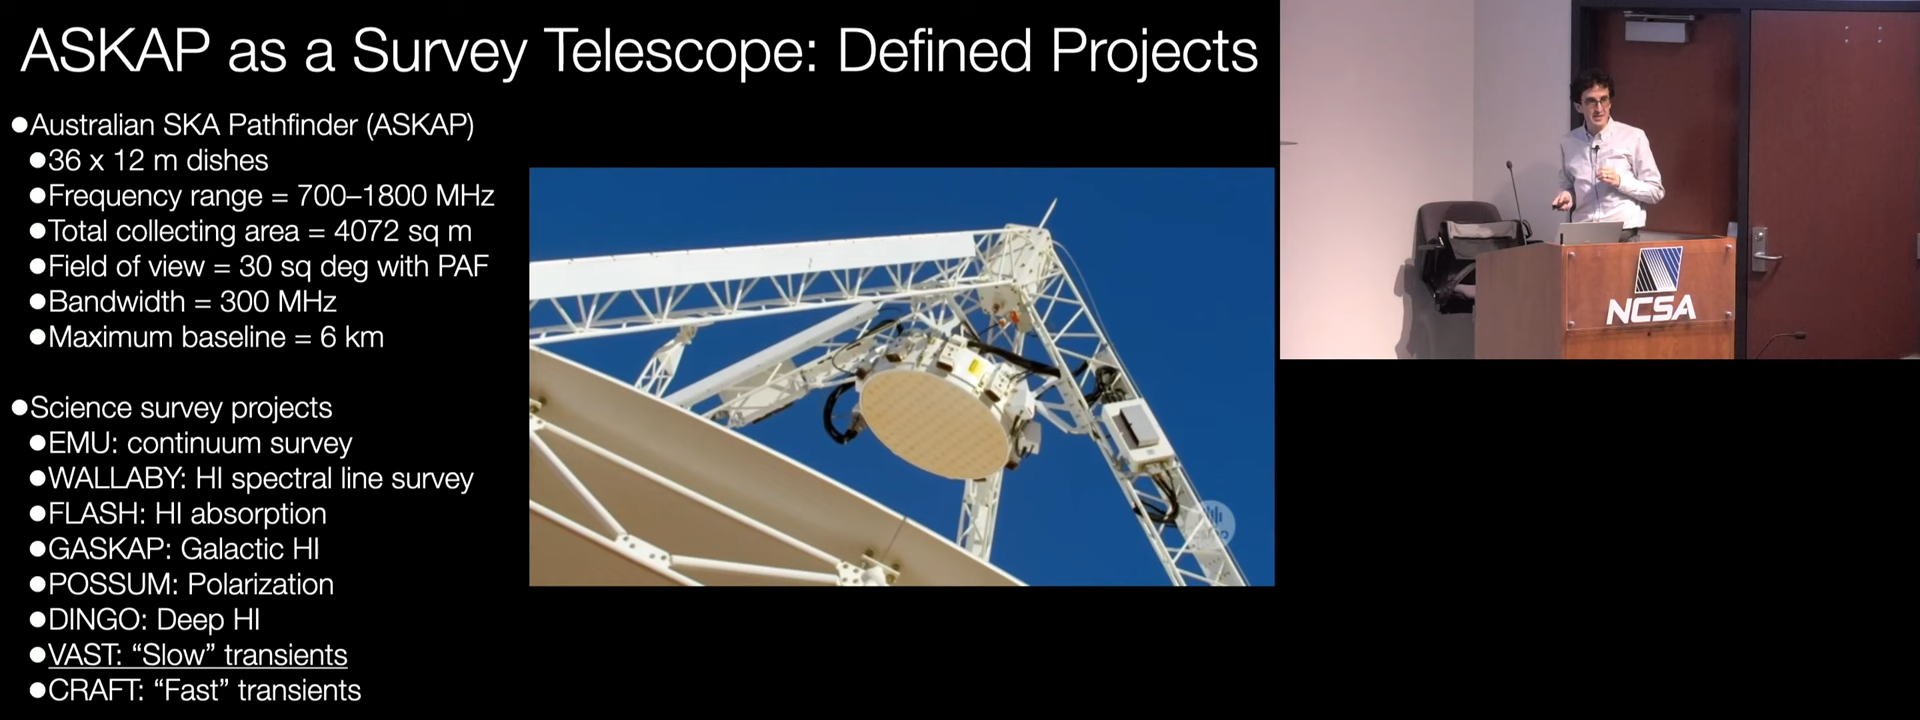 ASKAP as a Survey Telescope: Defined Projects
●Australian SKA Pathfinder (ASKAP)
●36 x 12 m dishes
●Frequency range = 700–1800 MHz
●Total collecting area = 4072 sq m
●Field of view = 30 sq deg with PAF
●Bandwidth = 300 MHz
●Maximum baseline = 6 km
●Science survey projects
●EMU: continuum survey
●WALLABY: HI spectral line survey
●FLASH: HI absorption
●GASKAP: Galactic HI
●POSSUM: Polarization
●DINGO: Deep HI
●VAST: “Slow” transients
●CRAFT: “Fast” transients
NCSA